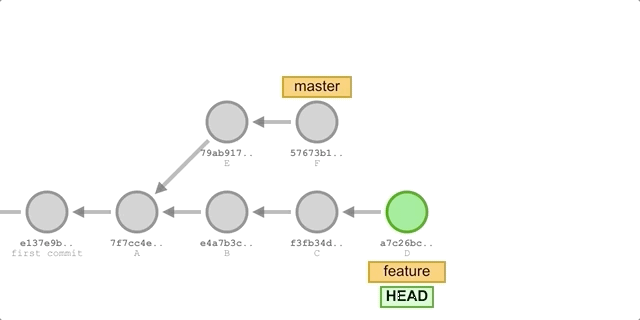 master
79ab917.. 57673b1..
E F
e137e9b.. 7f7cc4e.. e4a7b3c.. f3fb34d.. a7c26bc..
first commit A B C D
feature
HEAD